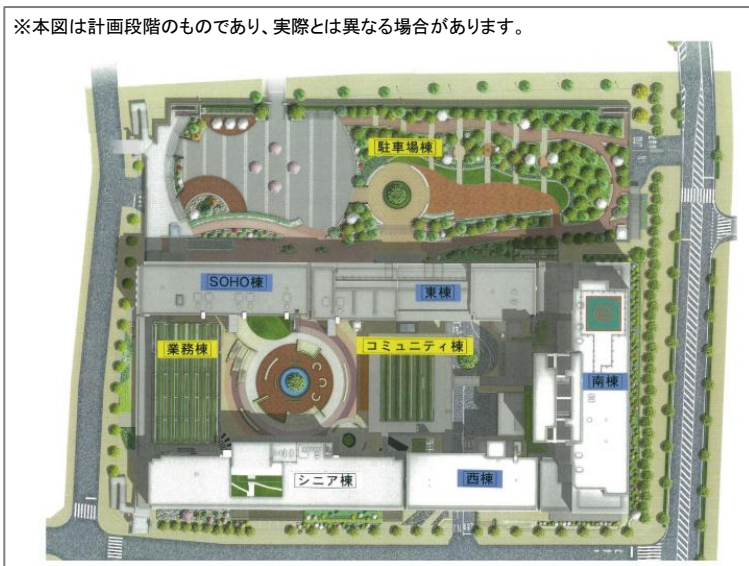 ※本図は計画段階のものであり、実際とは異なる場合があります。
駐車場棟
SOHO棟
東棟
業務棟
コミュニティ棟
南棟
シニア棟
西棟